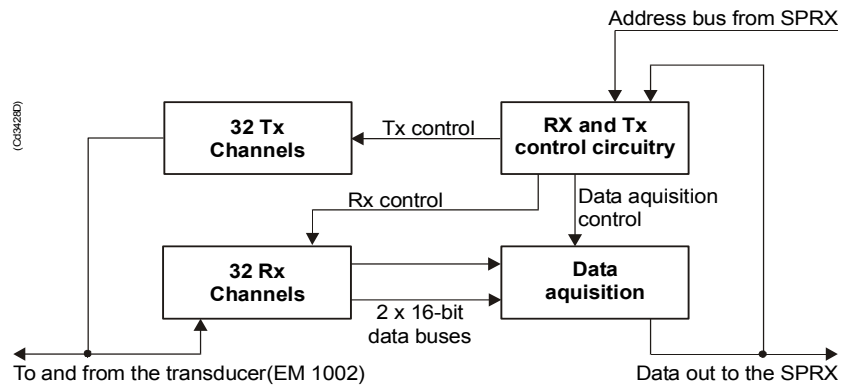 Address bus from SPRX
(Cd3428D)
32 Tx
Channels
Tx control
RX and Tx
control circuitry
Rx control
Data aquisition
control
32 Rx
Channels
2 x 16-bit
data buses
Data
aquisition
To and from the transducer(EM 1002)
Data out to the SPRX